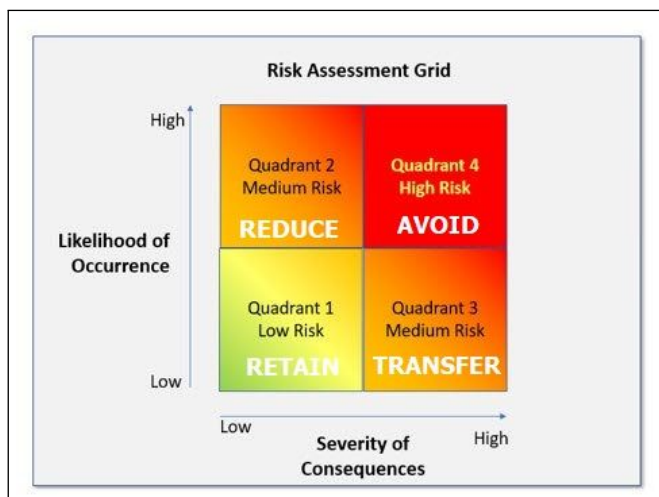 Risk Assessment Grid
High
Quadrant 2
Medium Risk
REDUCE
Quadrant 4
High Risk
AVOID
Likelihood of
Occurrence
Quadrant 1
Low Risk
RETAIN
Quadrant 3
Medium Risk
TRANSFER
Low
Low
High
Severity of
Consequences